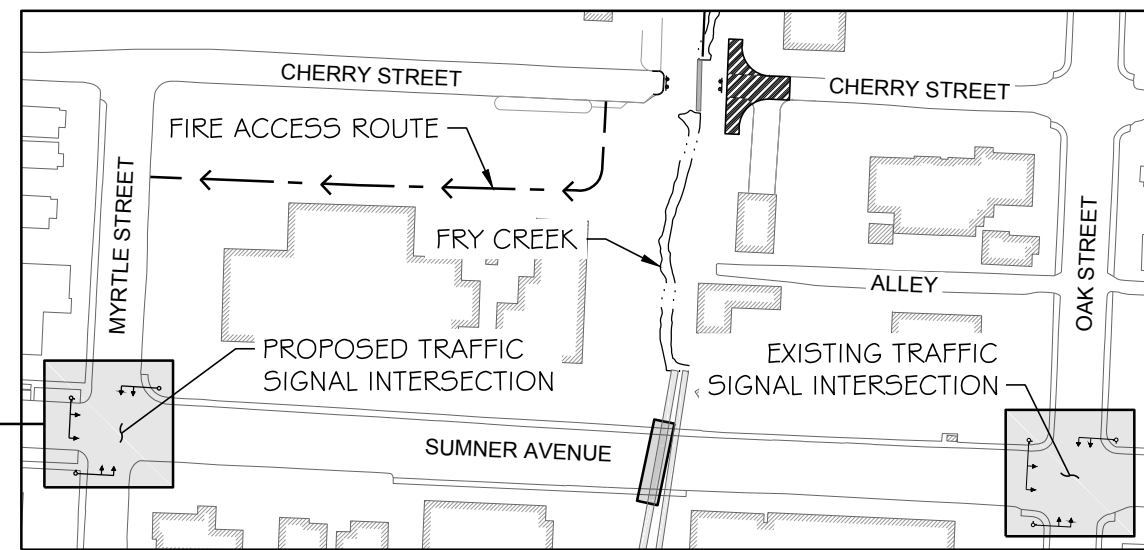 CHERRY STREET
CHERRY STREET
FIRE ACCESS ROUTE
MYRTLE STREET
FRY CREEK
OAK STREET
ALLEY
PROPOSED TRAFFIC
SIGNAL INTERSECTION
EXISTING TRAFFIC
SIGNAL INTERSECTION
SUMNER AVENUE